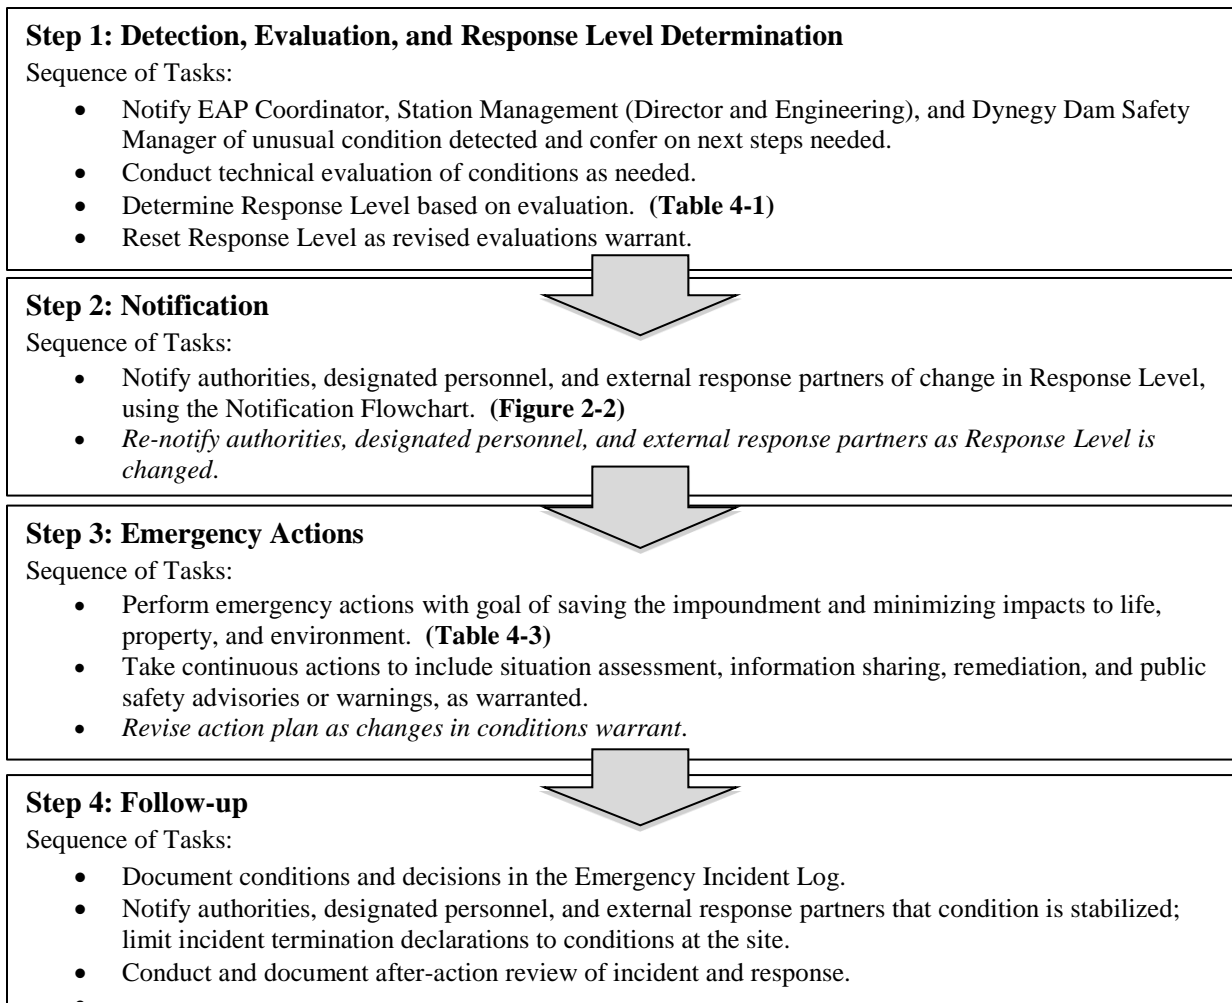 Step 1: Detection, Evaluation, and Response Level Determination
Sequence of Tasks:
• Notify EAP Coordinator, Station Management (Director and Engineering), and Dynegy Dam Safety
Manager of unusual condition detected and confer on next steps needed.
• Conduct technical evaluation of conditions as needed.
• Determine Response Level based on evaluation. (Table 4-1)
• Reset Response Level as revised evaluations warrant.
Step 2: Notification
Sequence of Tasks:
• Notify authorities, designated personnel, and external response partners of change in Response Level,
using the Notification Flowchart. (Figure 2-2)
• Re-notify authorities, designated personnel, and external response partners as Response Level is
changed.
Step 3: Emergency Actions
Sequence of Tasks:
• Perform emergency actions with goal of saving the impoundment and minimizing impacts to life,
property, and environment. (Table 4-3)
• Take continuous actions to include situation assessment, information sharing, remediation, and public
safety advisories or warnings, as warranted.
• Revise action plan as changes in conditions warrant.
Step 4: Follow-up
Sequence of Tasks:
• Document conditions and decisions in the Emergency Incident Log.
• Notify authorities, designated personnel, and external response partners that condition is stabilized;
limit incident termination declarations to conditions at the site.
• Conduct and document after-action review of incident and response.